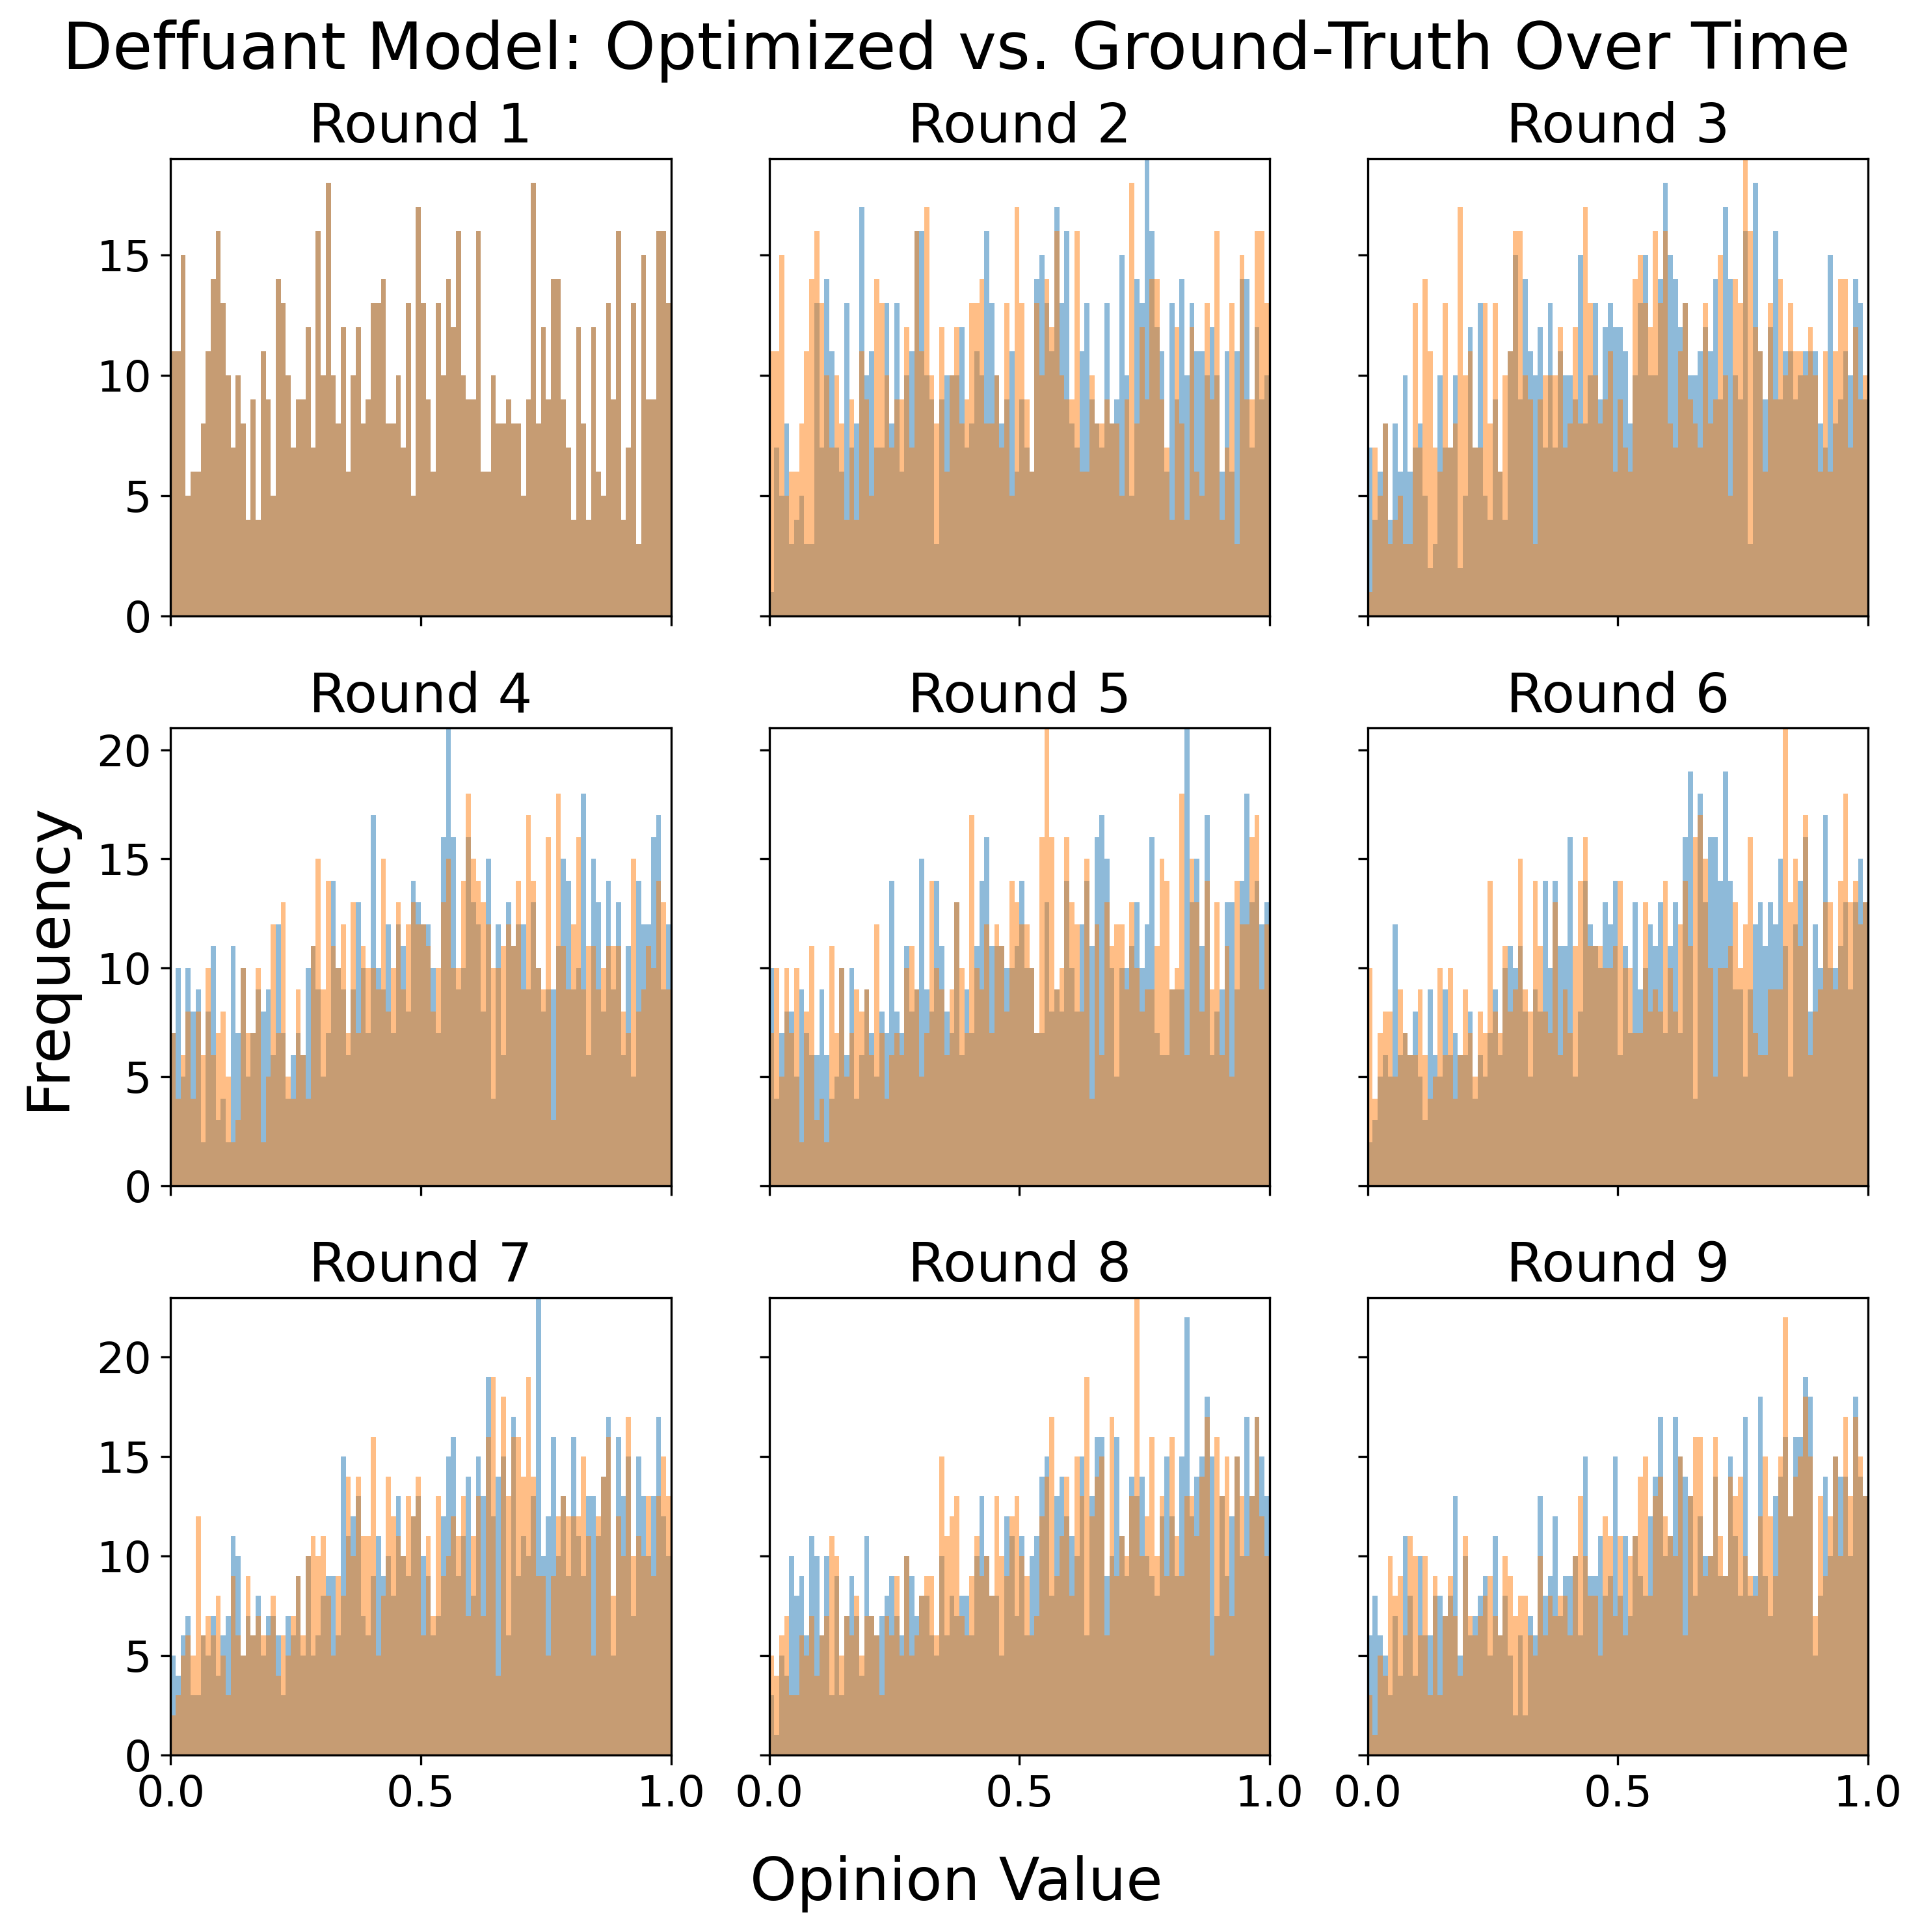 Deffuant Model: Optimized vs. Ground-Truth Over Time
Round 1
Round 2
Round 3
15
10
5
0
Round 4
Round 5
Round 6
20
15
10
5
0
Frequency
Round 7
Round 8
Round 9
20
15
10
5
0
0.0 0.5 1.0 0.0 0.5 1.0 0.0 0.5 1.0
Opinion Value